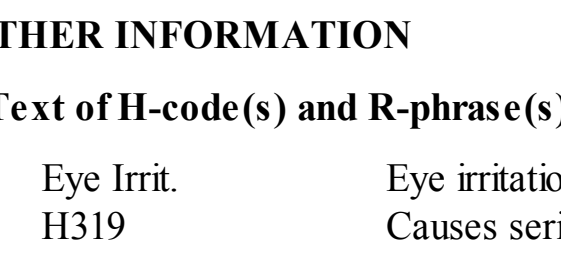 THER INFORMATION
Text of H-code(s) and R-phrase(s)
Eye Irrit. Eye irritatio
H319 Causes seri